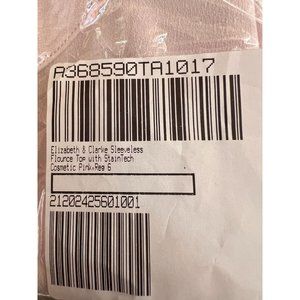 A368590TA1017
Elizabeth & Clarke Sleeveless
Flounce Top with StainTech
Cosmetic Pink,Reg 6
21202425601001